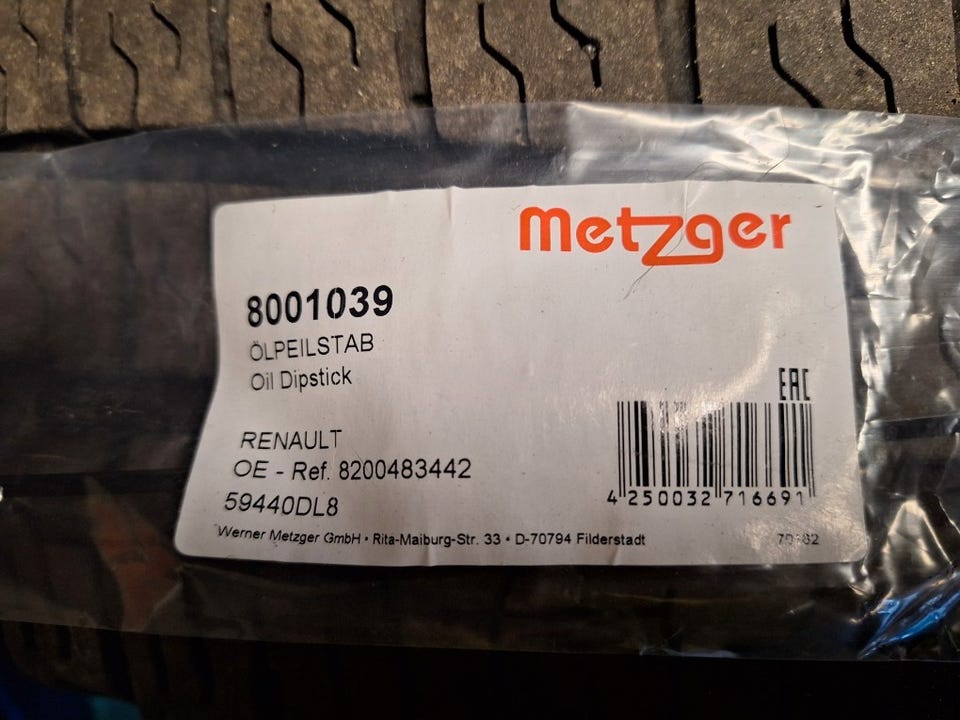 Metzger
8001039
ÖLPEILSTAB
Oil Dipstick
EAC
RENAULT
OE - Ref. 8200483442
59440DL8
4 250032 716691
Werner Metzger GmbH • Rita-Maiburg-Str. 33 • D-70794 Filderstadt